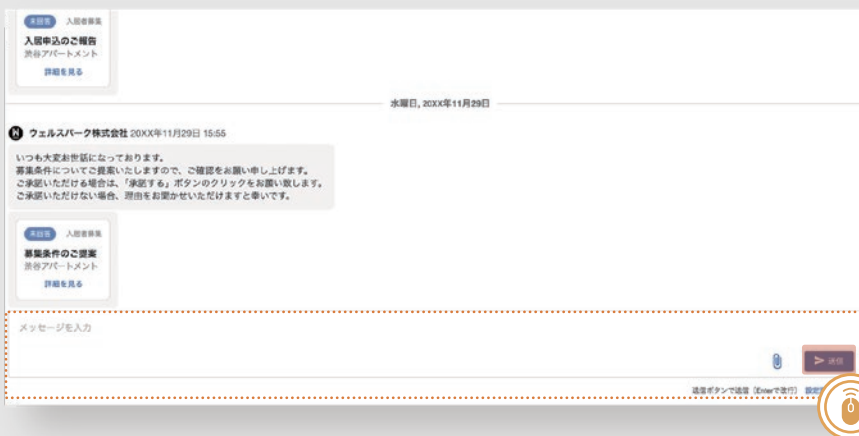 未回答 入居者募集
入居申込のご報告
渋谷アパートメント
詳細を見る
水曜日, 20XX年11月29日
ウェルスパーク株式会社 20XX年11月29日 15:55
いつも大変お世話になっております。
募集条件についてご提案いたしますので、ご確認をお願い申し上げます。
ご承諾いただける場合は、「承諾する」ボタンのクリックをお願い致します。
ご承諾いただけない場合、理由をお聞かせいただけますと幸いです。
未回答 入居者募集
募集条件のご提案
渋谷アパートメント
詳細を見る
メッセージを入力
送信
送信ボタンで送信（Enterで改行）